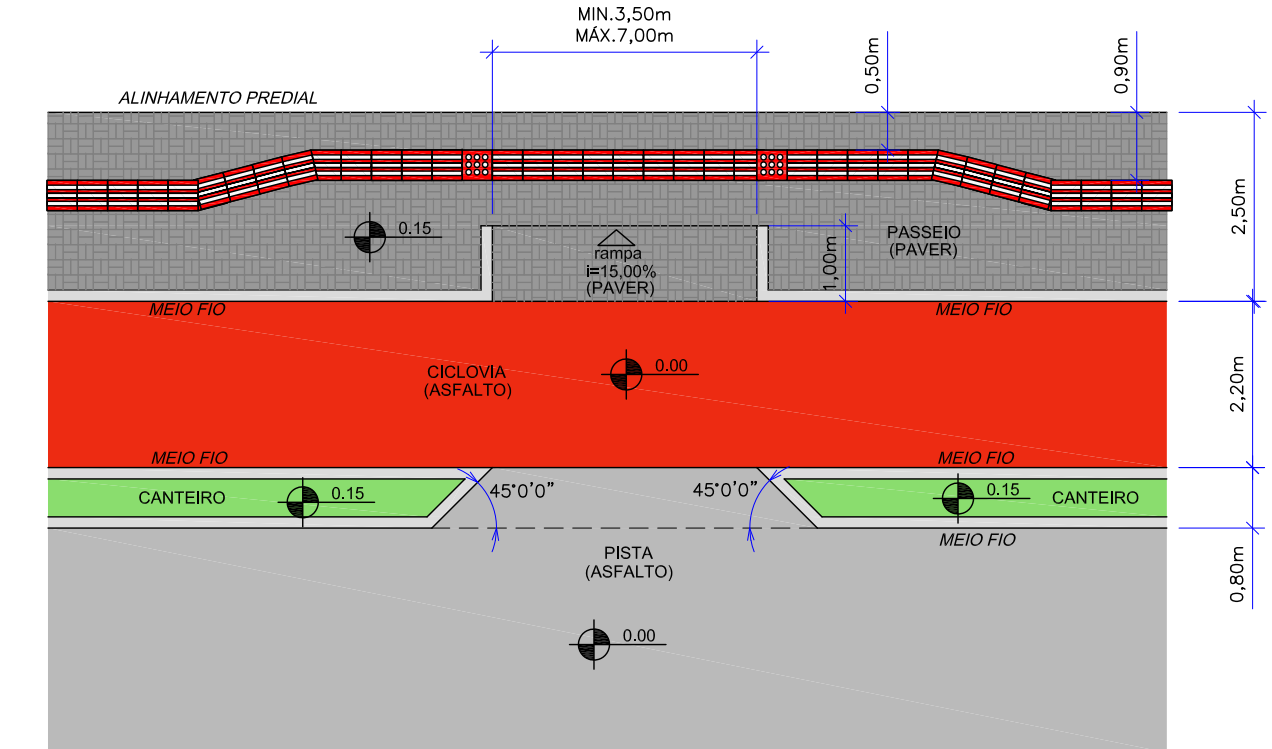 MIN.3,50m
MÁX.7,00m
0,50m
0,90m
ALINHAMENTO PREDIAL
2,50m
0.15
rampa
i=15,00%
(PAVER)
1,00m
PASSEIO
(PAVER)
MEIO FIO
MEIO FIO
CICLOVIA
(ASFALTO)
0.00
2,20m
MEIO FIO
MEIO FIO
CANTEIRO
0.15
45°0'0"
45°0'0"
0.15
CANTEIRO
MEIO FIO
PISTA
(ASFALTO)
0,80m
0.00